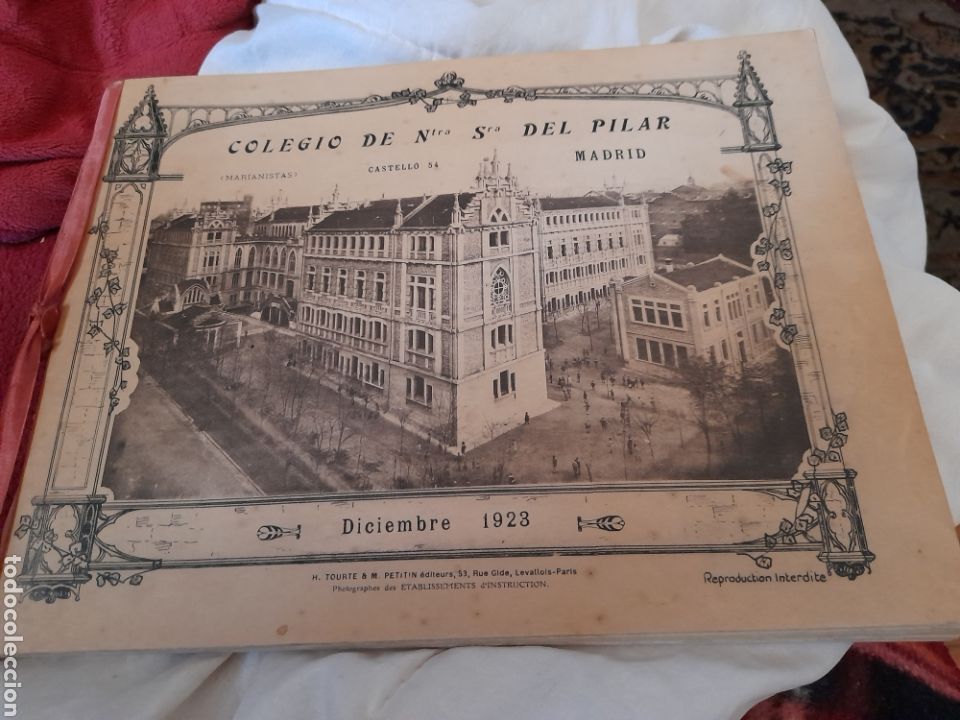 COLEGIO DE Ntra Sra DEL PILAR
(MARIANISTAS) CASTELLÓ 54 MADRID
Diciembre 1923
H. TOURTE & M. PETITIN éditeurs, 53, Rue Gide, Levallois-Paris
Photographes des ETABLISSEMENTS d'INSTRUCTION.
Reproduction Interdite
todocoleccion